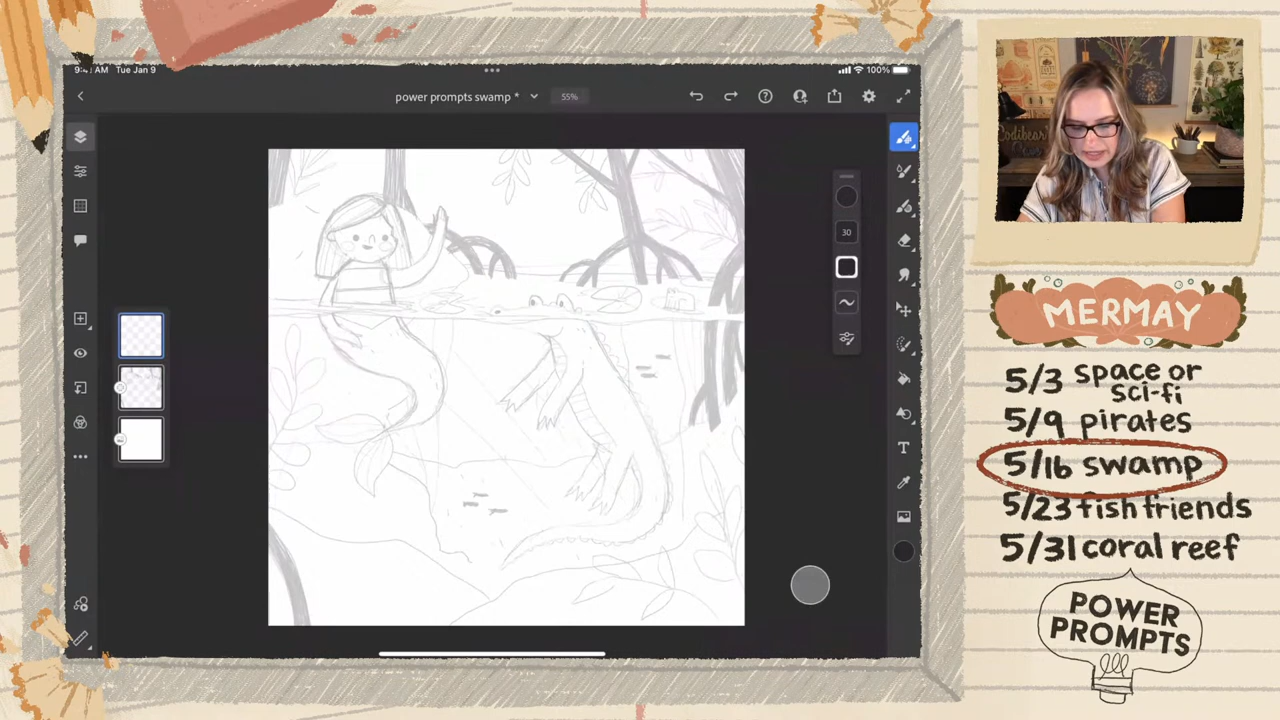 9:41 AM Tue Jan 9
100%
power prompts swamp *
55%
30
T
MERMAY
5/3 space or
sci-fi
5/9 pirates
5/16 swamp
5/23 fish friends
5/31 coral reef
POWER
PROMPTS